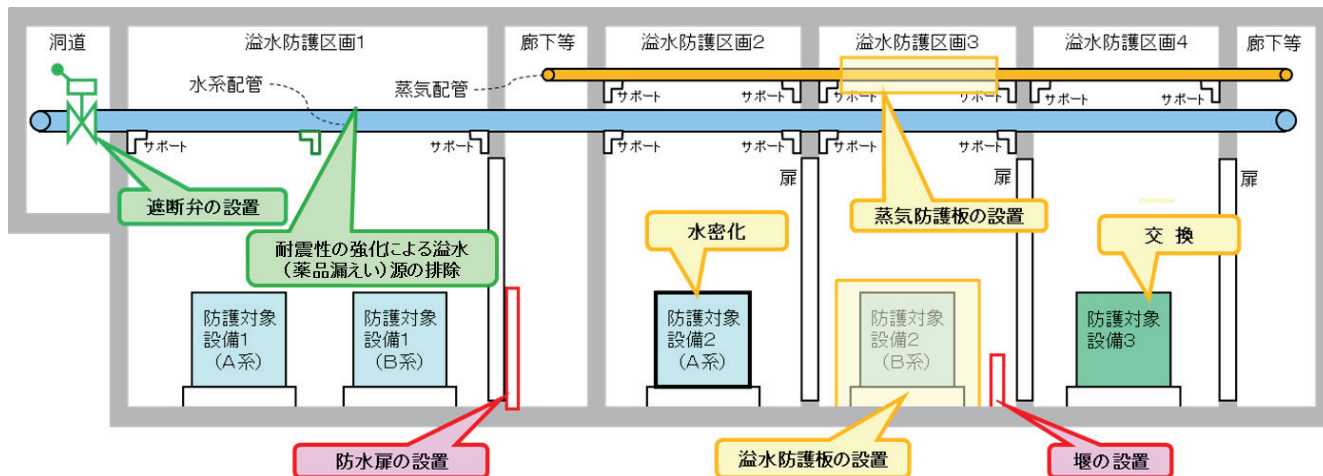 洞道
溢水防護区画1
廊下等
溢水防護区画2
溢水防護区画3
溢水防護区画4
廊下等
水系配管
蒸気配管
サポート
サポート
サポート
サポート
サポート
サポート
サポート
サポート
サポート
サポート
サポート
サポート
扉
扉
扉
遮断弁の設置
耐震性の強化による溢水
（薬品漏えい）源の排除
水密化
蒸気防護板の設置
交 換
防護対象
設備1
（A系）
防護対象
設備1
（B系）
防護対象
設備2
（A系）
防護対象
設備2
（B系）
防護対象
設備3
防水扉の設置
溢水防護板の設置
堰の設置